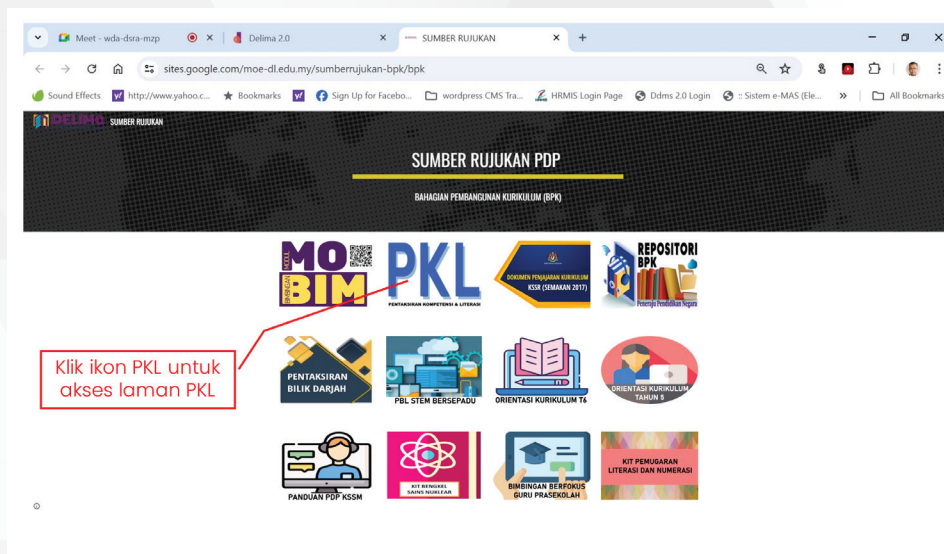 Meet - wda-dsra-mzp
Delima 2.0
SUMBER RUJUKAN
sites.google.com/moe-dl.edu.my/sumberrujukan-bpk/bpk
Sound Effects
http://www.yahoo.c...
Bookmarks
Sign Up for Facebo...
wordpress CMS Tra...
HRMIS Login Page
Ddms 2.0 Login
:: Sistem e-MAS (Ele...
»
All Bookmarks
DELIMA SUMBER RUJUKAN
SUMBER RUJUKAN PDP
BAHAGIAN PEMBANGUNAN KURIKULUM (BPK)
MODUL
MO
BIMBINGAN
BIM
PKL
PENTAKSIRAN KOMPETENSI & LITERASI
DOKUMEN PENJAJARAN KURIKULUM
KSSR (SEMAKAN 2017)
REPOSITORI
BPK
Peneraju Pendidikan Negara
Klik ikon PKL untuk
akses laman PKL
PENTAKSIRAN
BILIK DARJAH
PBL STEM BERSEPADU
ORIENTASI KURIKULUM T6
ORIENTASI KURIKULUM
TAHUN 5
PANDUAN PDP KSSM
KIT BENGKEL
SAINS NUKLEAR
BIMBINGAN BERFOKUS
GURU PRASEKOLAH
KIT PEMUGARAN
LITERASI DAN NUMERASI